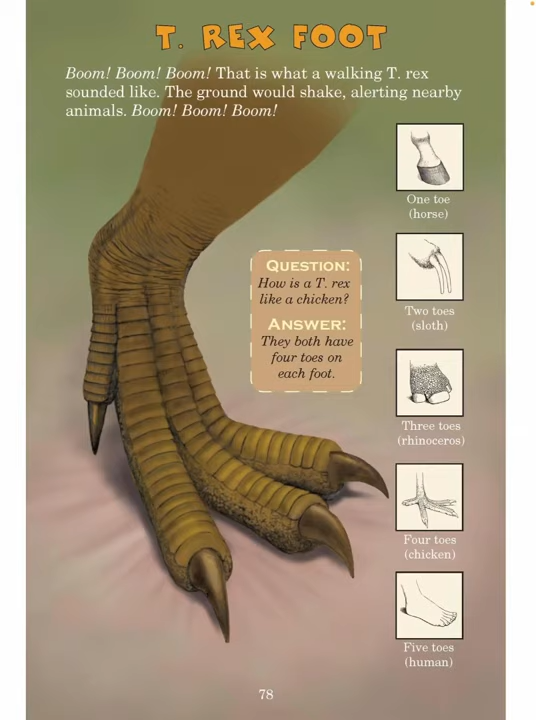 T. REX FOOT
Boom! Boom! Boom! That is what a walking T. rex
sounded like. The ground would shake, alerting nearby
animals. Boom! Boom! Boom!
One toe
(horse)
Two toes
(sloth)
QUESTION:
How is a T. rex
like a chicken?
ANSWER:
They both have
four toes on
each foot.
Three toes
(rhinoceros)
Four toes
(chicken)
Five toes
(human)
78